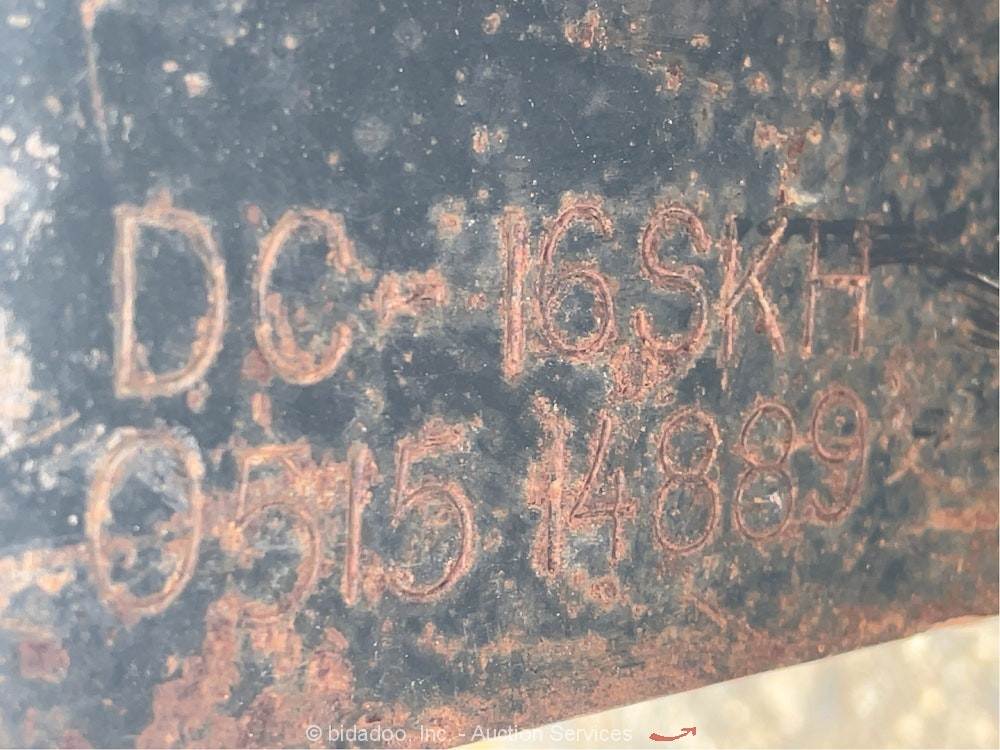 DC-16SKH
0515 14889
© bidadoo, Inc. - Auction Services